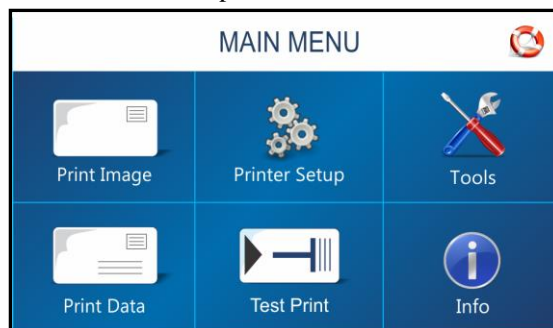 MAIN MENU
Print Image
Printer Setup
Tools
Print Data
Test Print
Info